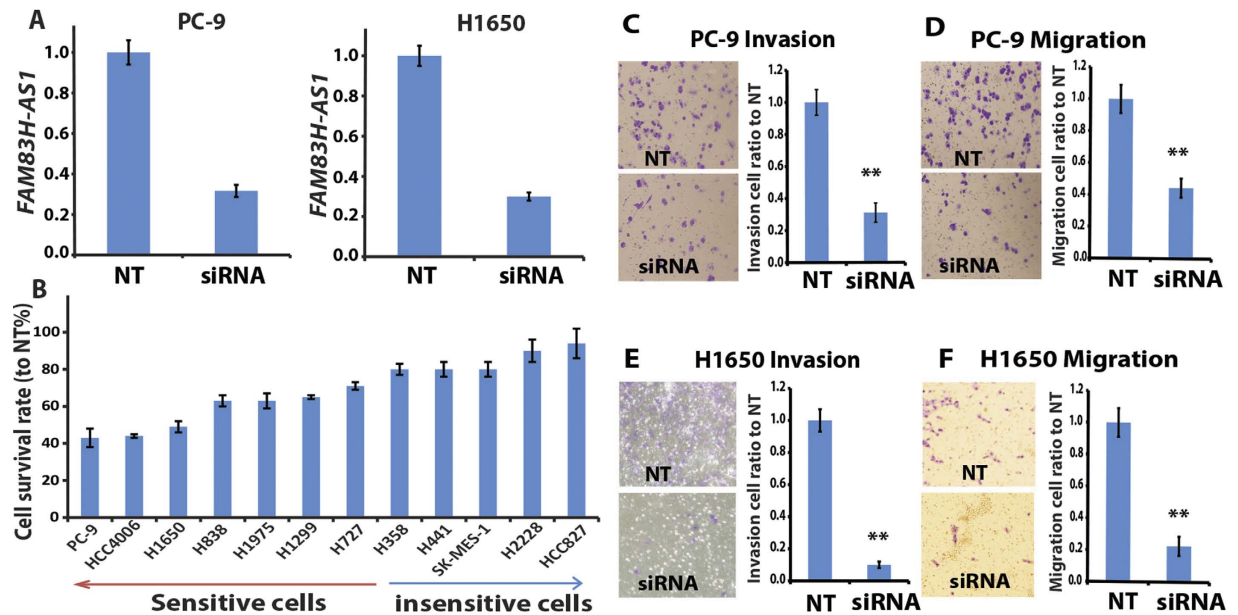 A
PC-9
FAM83H-AS1
1.0
0.8
0.6
0.4
0.2
0.0
NT
siRNA
H1650
FAM83H-AS1
1.0
0.8
0.6
0.4
0.2
0.0
NT
siRNA
B
Cell survival rate (to NT%)
100
80
60
40
20
0
PC-9
HCC4006
H1650
H838
H1975
H1299
H727
H358
H441
SK-MES-1
H2228
HCC827
Sensitive cells
insensitive cells
C
PC-9 Invasion
NT
siRNA
Invasion cell ratio to NT
1.2
1.0
0.8
0.6
0.4
0.2
0.0
**
NT
siRNA
D
PC-9 Migration
NT
siRNA
Migration cell ratio to NT
1.2
1.0
0.8
0.6
0.4
0.2
0.0
**
NT
siRNA
E
H1650 Invasion
NT
siRNA
Invasion cell ratio to NT
1.2
1.0
0.8
0.6
0.4
0.2
0.0
**
NT
siRNA
F
H1650 Migration
NT
siRNA
Migration cell ratio to NT
1.2
1.0
0.8
0.6
0.4
0.2
0.0
**
NT
siRNA